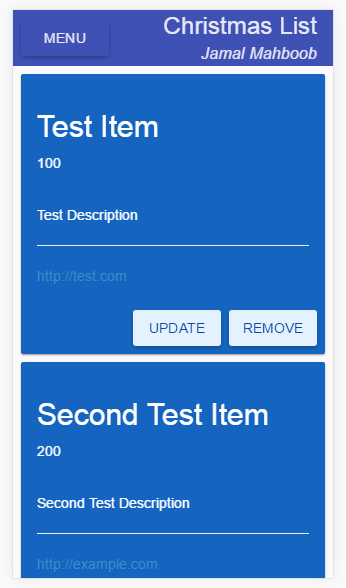 MENU
Christmas List
Jamal Mahboob
Test Item
100
Test Description
http://test.com
UPDATE
REMOVE
Second Test Item
200
Second Test Description
http://example.com